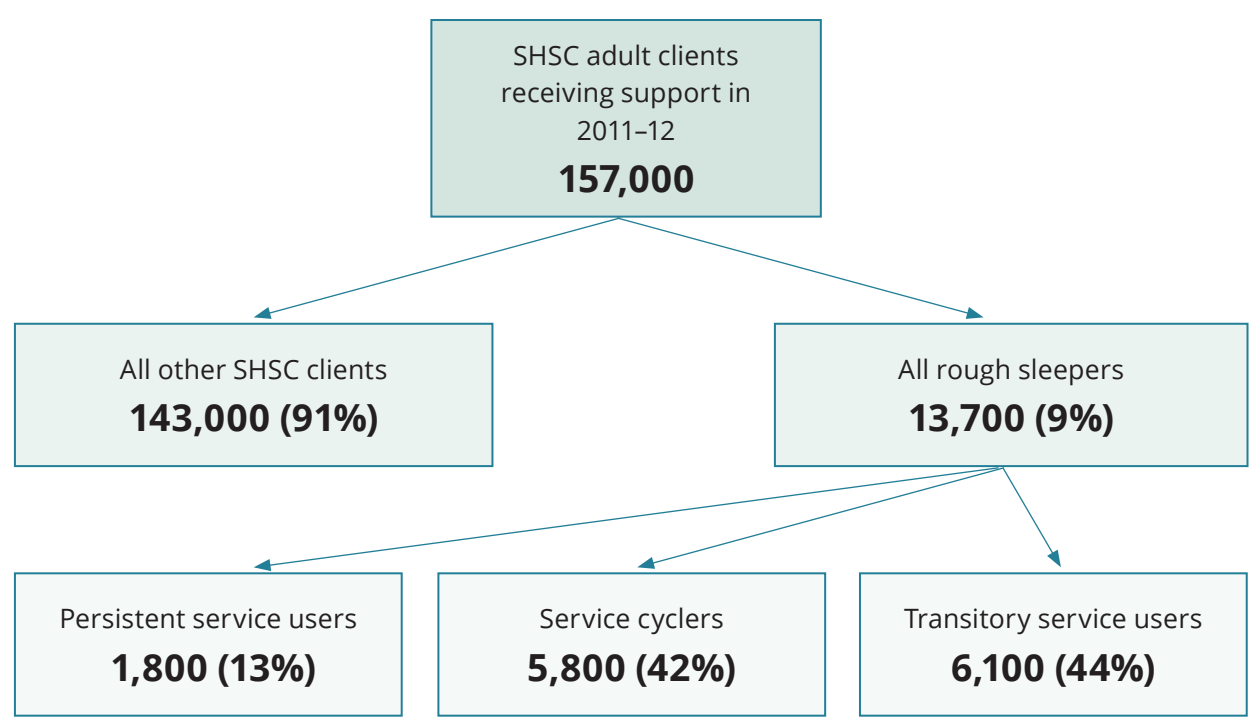 SHSC adult clients
receiving support in
2011–12
157,000
All other SHSC clients
143,000 (91%)
All rough sleepers
13,700 (9%)
Persistent service users
1,800 (13%)
Service cyclers
5,800 (42%)
Transitory service users
6,100 (44%)